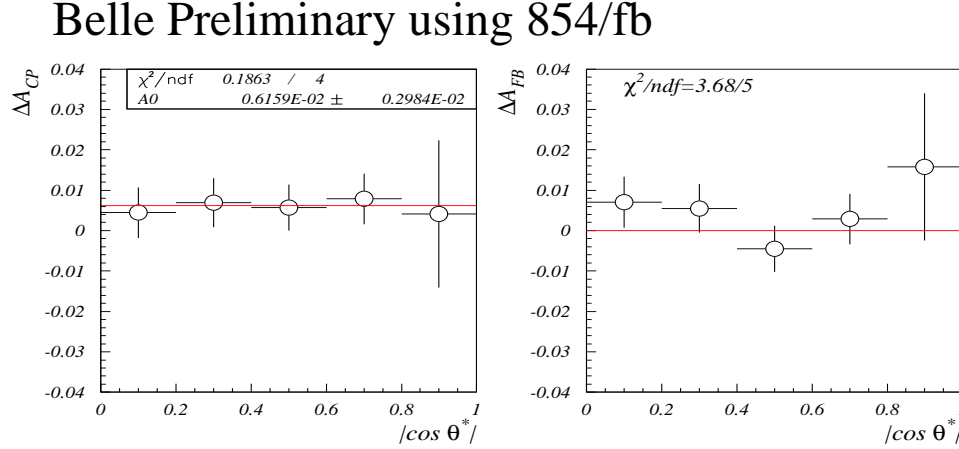 Belle Preliminary using 854/fb
ΔA_CP
χ²/ndf 0.1863 / 4
A0 0.6159E-02 ± 0.2984E-02
0.04
0.03
0.02
0.01
0
-0.01
-0.02
-0.03
-0.04
0 0.2 0.4 0.6 0.8 1
|cos θ*|
ΔA_FB
χ²/ndf=3.68/5
0.04
0.03
0.02
0.01
0
-0.01
-0.02
-0.03
-0.04
0 0.2 0.4 0.6 0.8
|cos θ*|